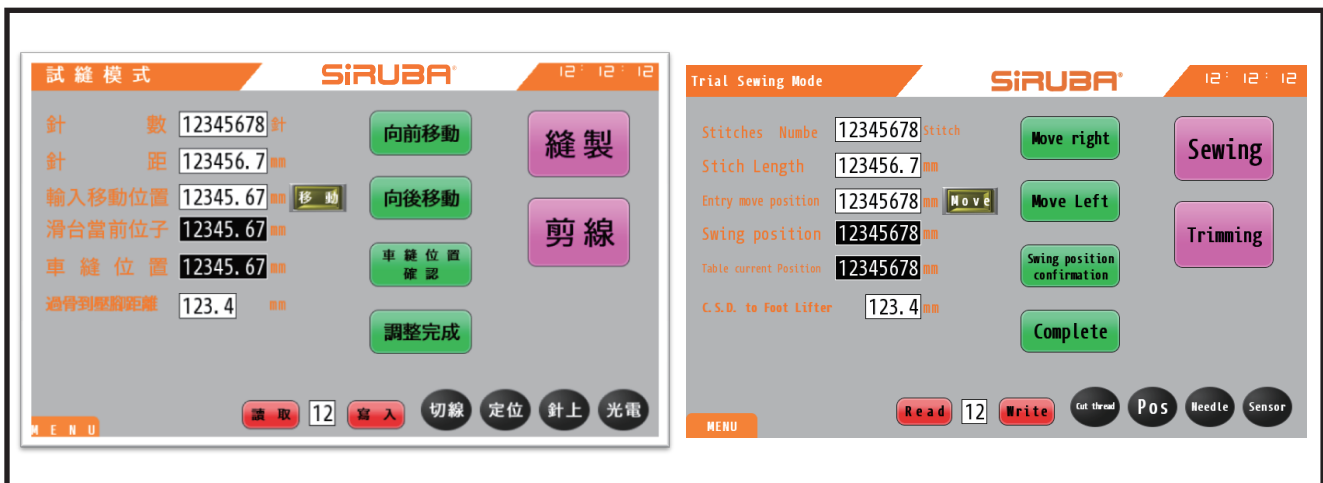 試縫模式 SiRUBA 12:12:12
針數 12345678 針
針距 123456.7 mm
輸入移動位置 12345.67 mm 移動
滑台當前位子 12345.67 mm
車縫位置 12345.67 mm
過骨到壓腳距離 123.4 mm
向前移動
向後移動
車縫位置
確認
調整完成
縫製
剪線
MENU
讀取 12 寫入 切線 定位 針上 光電
Trial Sewing Mode SiRUBA 12:12:12
Stitches Numbe 12345678 Stitch
Stich Length 123456.7 mm
Entry move position 12345678 mm Move
Swing position 12345678 mm
Table current Position 12345678 mm
C.S.D. to Foot Lifter 123.4 mm
Move right
Move Left
Swing position
confirmation
Complete
Sewing
Trimming
MENU
Read 12 Write Cut thread Pos Needle Sensor